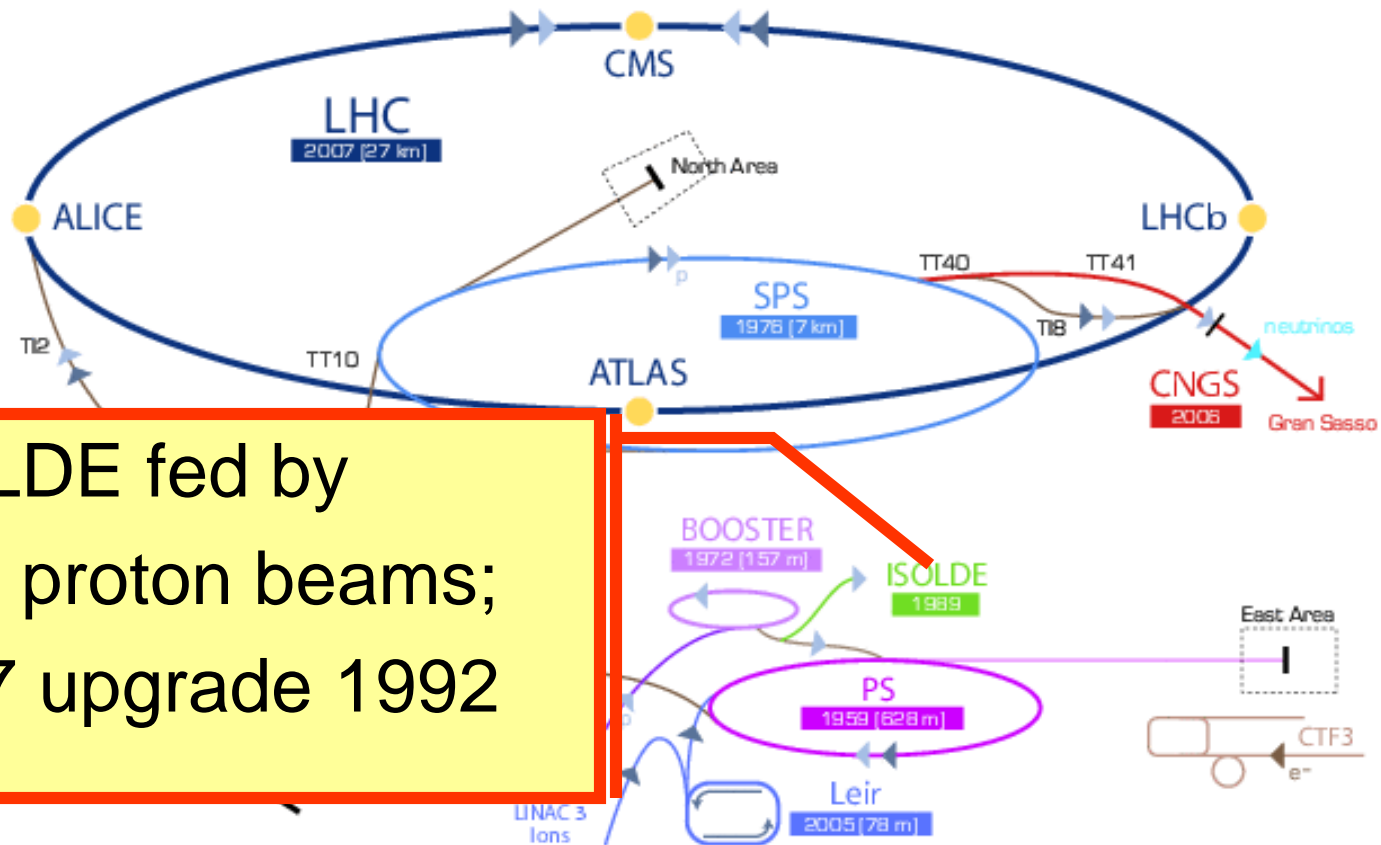 CMS
LHC
2007 [27 km]
North Area
ALICE
LHCb
TT40
TT41
p
SPS
1976 [7 km]
TI8
neutrinos
TI2
TT10
ATLAS
CNGS
2006
Gran Sasso
LDE fed by
proton beams;
7 upgrade 1992
BOOSTER
1972 [157 m]
ISOLDE
1989
East Area
PS
1959 [628 m]
CTF3
e-
Leir
2005 [78 m]
LINAC 3
Ions